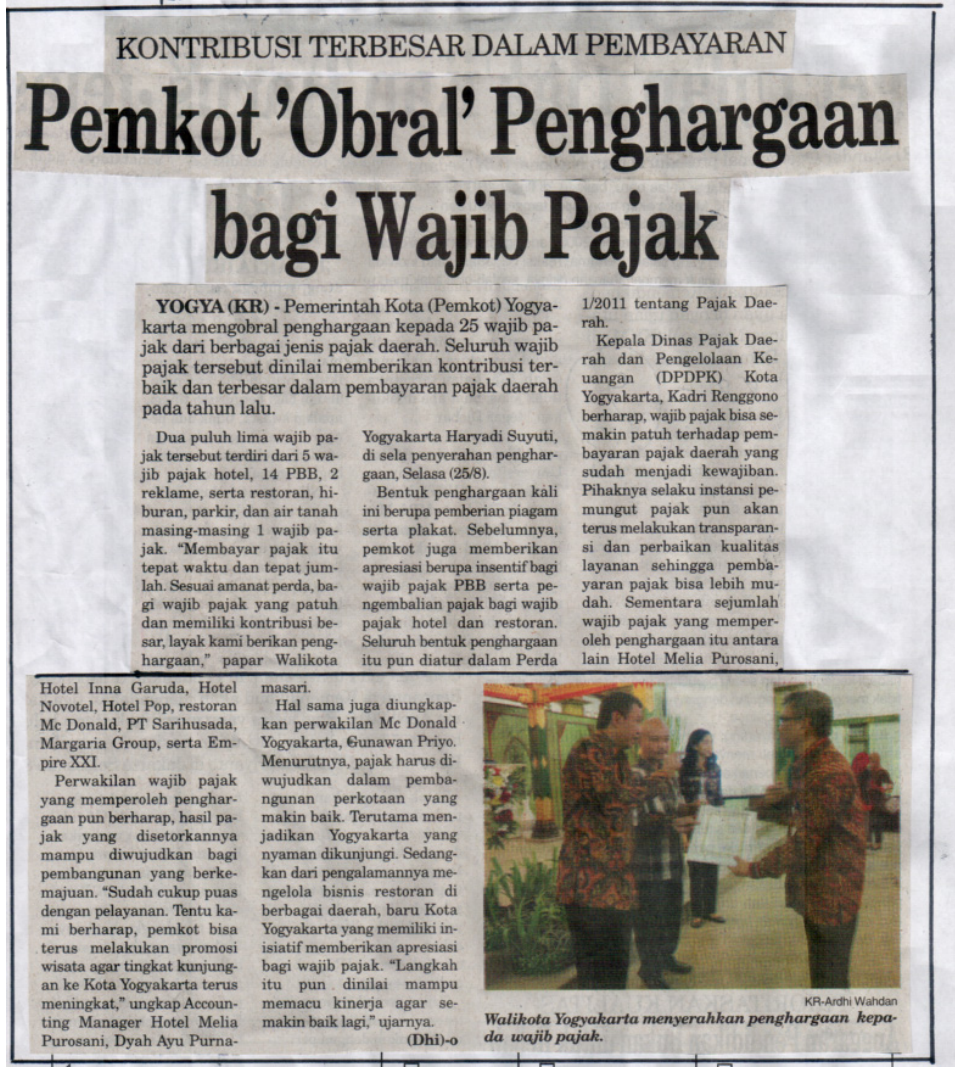 KONTRIBUSI TERBESAR DALAM PEMBAYARAN
Pemkot 'Obral' Penghargaan
bagi Wajib Pajak
YOGYA (KR) - Pemerintah Kota (Pemkot) Yogya-
karta mengobral penghargaan kepada 25 wajib pa-
jak dari berbagai jenis pajak daerah. Seluruh wajib
pajak tersebut dinilai memberikan kontribusi ter-
baik dan terbesar dalam pembayaran pajak daerah
pada tahun lalu.
Dua puluh lima wajib pa-
jak tersebut terdiri dari 5 wa-
jib pajak hotel, 14 PBB, 2
reklame, serta restoran, hi-
buran, parkir, dan air tanah
masing-masing 1 wajib pa-
jak. "Membayar pajak itu
tepat waktu dan tepat jum-
lah. Sesuai amanat perda, ba-
gi wajib pajak yang patuh
dan memiliki kontribusi be-
sar, layak kami berikan peng-
hargaan," papar Walikota
Yogyakarta Haryadi Suyuti,
di sela penyerahan penghar-
gaan, Selasa (25/8).
Bentuk penghargaan kali
ini berupa pemberian piagam
serta plakat. Sebelumnya,
pemkot juga memberikan
apresiasi berupa insentif bagi
wajib pajak PBB serta pe-
ngembalian pajak bagi wajib
pajak hotel dan restoran.
Seluruh bentuk penghargaan
itu pun diatur dalam Perda
1/2011 tentang Pajak Dae-
rah.
Kepala Dinas Pajak Dae-
rah dan Pengelolaan Ke-
uangan (DPDPK) Kota
Yogyakarta, Kadri Renggono
berharap, wajib pajak bisa se-
makin patuh terhadap pem-
bayaran pajak daerah yang
sudah menjadi kewajiban.
Pihaknya selaku instansi pe-
mungut pajak pun akan
terus melakukan transparan-
si dan perbaikan kualitas
layanan sehingga pemba-
yaran pajak bisa lebih mu-
dah. Sementara sejumlah
wajib pajak yang memper-
oleh penghargaan itu antara
lain Hotel Melia Purosani,
Hotel Inna Garuda, Hotel
Novotel, Hotel Pop, restoran
Mc Donald, PT Sarihusada,
Margaria Group, serta Em-
pire XXI.
Perwakilan wajib pajak
yang memperoleh penghar-
gaan pun berharap, hasil pa-
jak yang disetorkannya
mampu diwujudkan bagi
pembangunan yang berke-
majuan. "Sudah cukup puas
dengan pelayanan. Tentu ka-
mi berharap, pemkot bisa
terus melakukan promosi
wisata agar tingkat kunjung-
an ke Kota Yogyakarta terus
meningkat," ungkap Accoun-
ting Manager Hotel Melia
Purosani, Dyah Ayu Purna-
masari.
Hal sama juga diungkap-
kan perwakilan Mc Donald
Yogyakarta, Gunawan Priyo.
Menurutnya, pajak harus di-
wujudkan dalam pemba-
ngunan perkotaan yang
makin baik. Terutama men-
jadikan Yogyakarta yang
nyaman dikunjungi. Sedang-
kan dari pengalamannya me-
ngelola bisnis restoran di
berbagai daerah, baru Kota
Yogyakarta yang memiliki in-
isiatif memberikan apresiasi
bagi wajib pajak. "Langkah
itu pun dinilai mampu
memacu kinerja agar se-
makin baik lagi," ujarnya.
(Dhi)-o
KR-Ardhi Wahdan
Walikota Yogyakarta menyerahkan penghargaan kepa-
da wajib pajak.